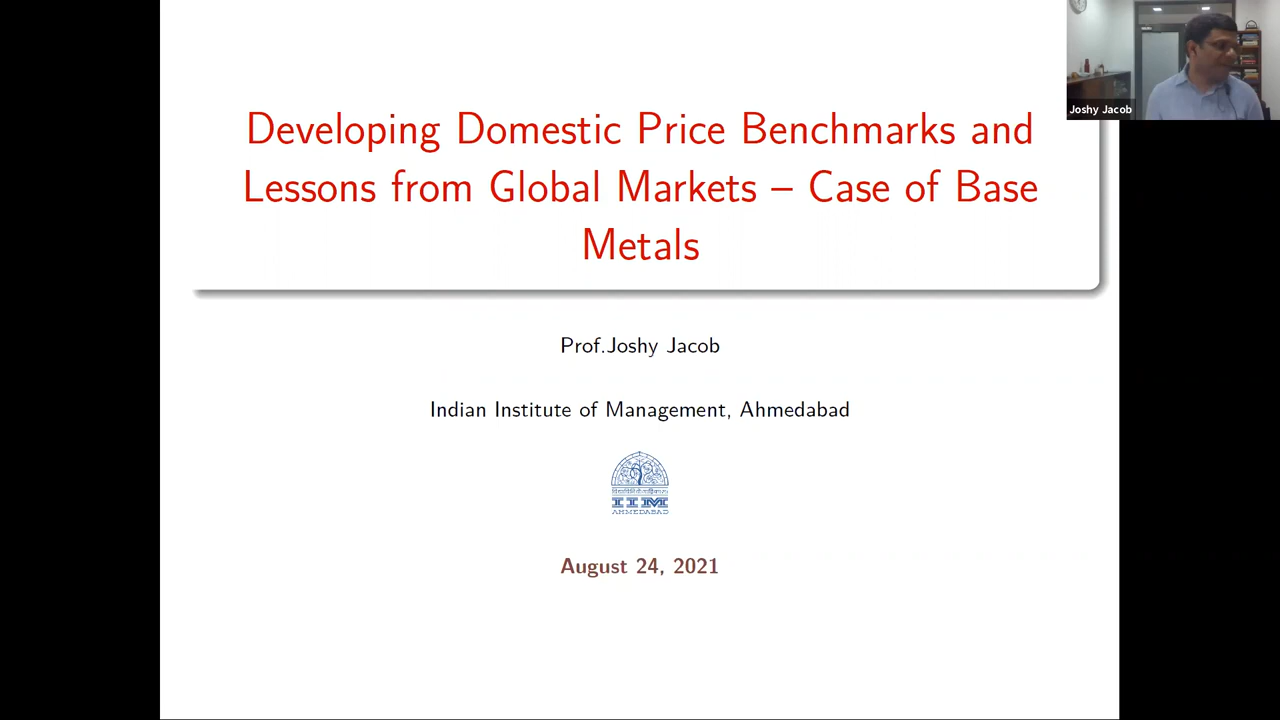 Developing Domestic Price Benchmarks and
Lessons from Global Markets – Case of Base
Metals
Joshy Jacob
Prof.Joshy Jacob
Indian Institute of Management, Ahmedabad
IIM
AHMEDABAD
August 24, 2021